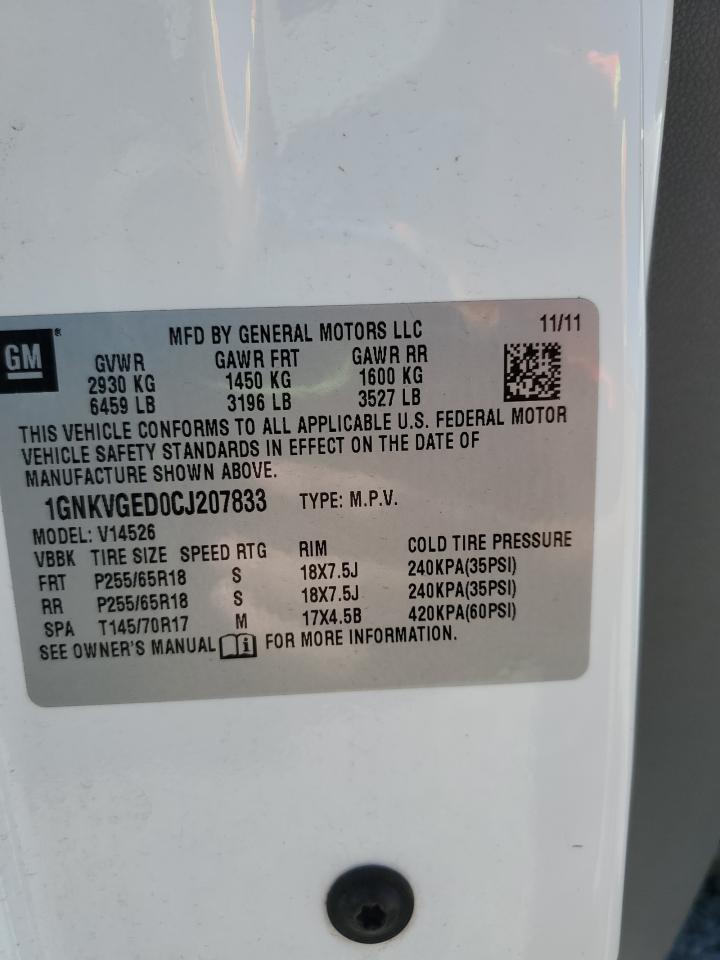 GM®
MFD BY GENERAL MOTORS LLC 11/11
GVWR GAWR FRT GAWR RR
2930 KG 1450 KG 1600 KG
6459 LB 3196 LB 3527 LB
THIS VEHICLE CONFORMS TO ALL APPLICABLE U.S. FEDERAL MOTOR
VEHICLE SAFETY STANDARDS IN EFFECT ON THE DATE OF
MANUFACTURE SHOWN ABOVE.
1GNKVGED0CJ207833 TYPE: M.P.V.
MODEL: V14526
VBBK TIRE SIZE SPEED RTG RIM COLD TIRE PRESSURE
FRT P255/65R18 S 18X7.5J 240KPA(35PSI)
RR P255/65R18 S 18X7.5J 240KPA(35PSI)
SPA T145/70R17 M 17X4.5B 420KPA(60PSI)
SEE OWNER'S MANUAL i FOR MORE INFORMATION.